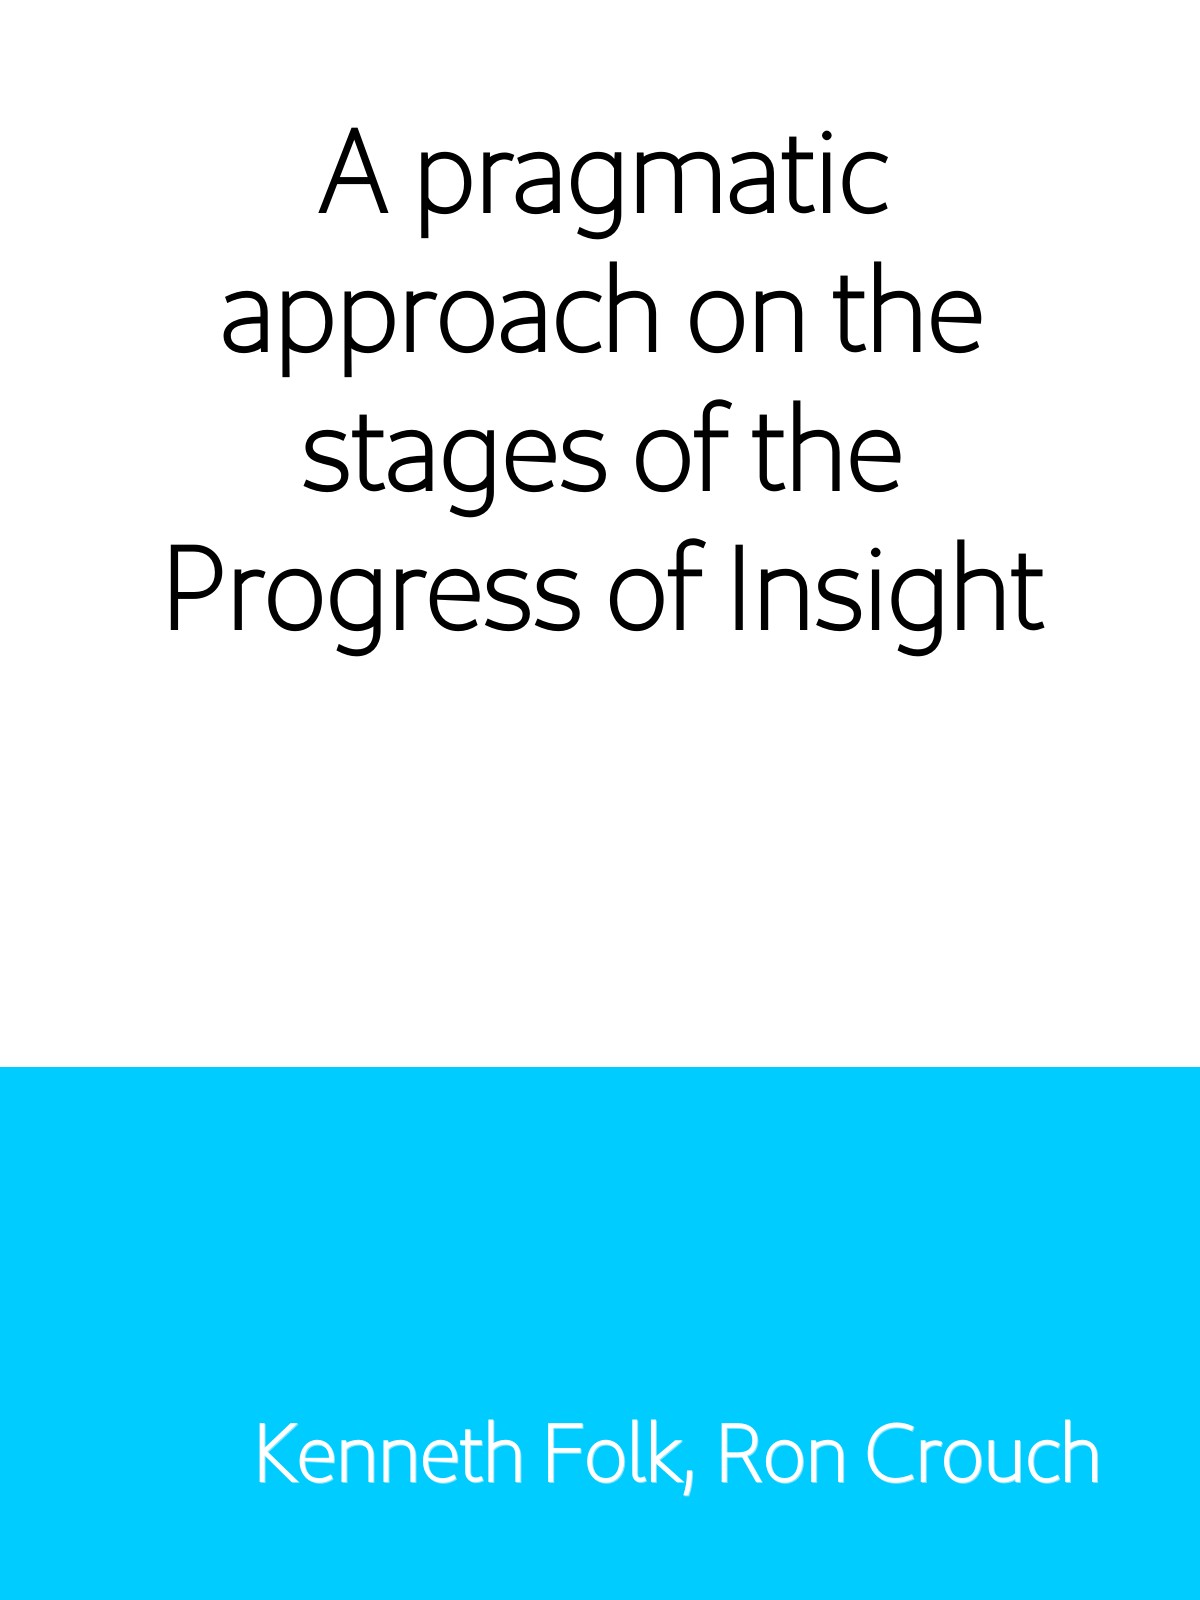 A pragmatic
approach on the
stages of the
Progress of Insight
Kenneth Folk, Ron Crouch